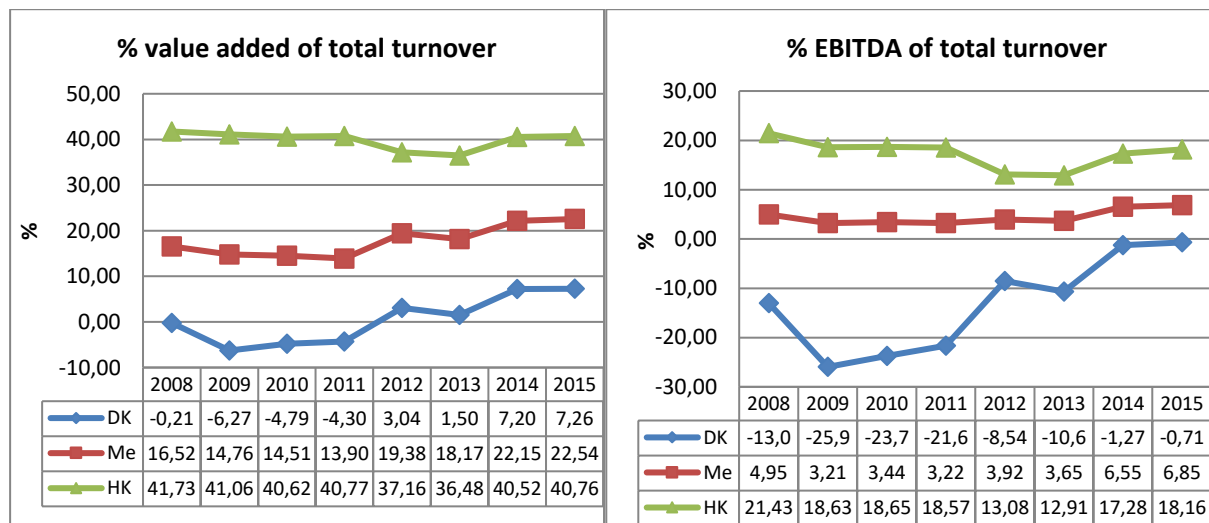 % value added of total turnover
50,00
40,00
30,00
20,00
10,00
0,00
-10,00
%
2008 2009 2010 2011 2012 2013 2014 2015
DK -0,21 -6,27 -4,79 -4,30 3,04 1,50 7,20 7,26
Me 16,52 14,76 14,51 13,90 19,38 18,17 22,15 22,54
HK 41,73 41,06 40,62 40,77 37,16 36,48 40,52 40,76
% EBITDA of total turnover
30,00
20,00
10,00
0,00
-10,00
-20,00
-30,00
%
2008 2009 2010 2011 2012 2013 2014 2015
DK -13,0 -25,9 -23,7 -21,6 -8,54 -10,6 -1,27 -0,71
Me 4,95 3,21 3,44 3,22 3,92 3,65 6,55 6,85
HK 21,43 18,63 18,65 18,57 13,08 12,91 17,28 18,16